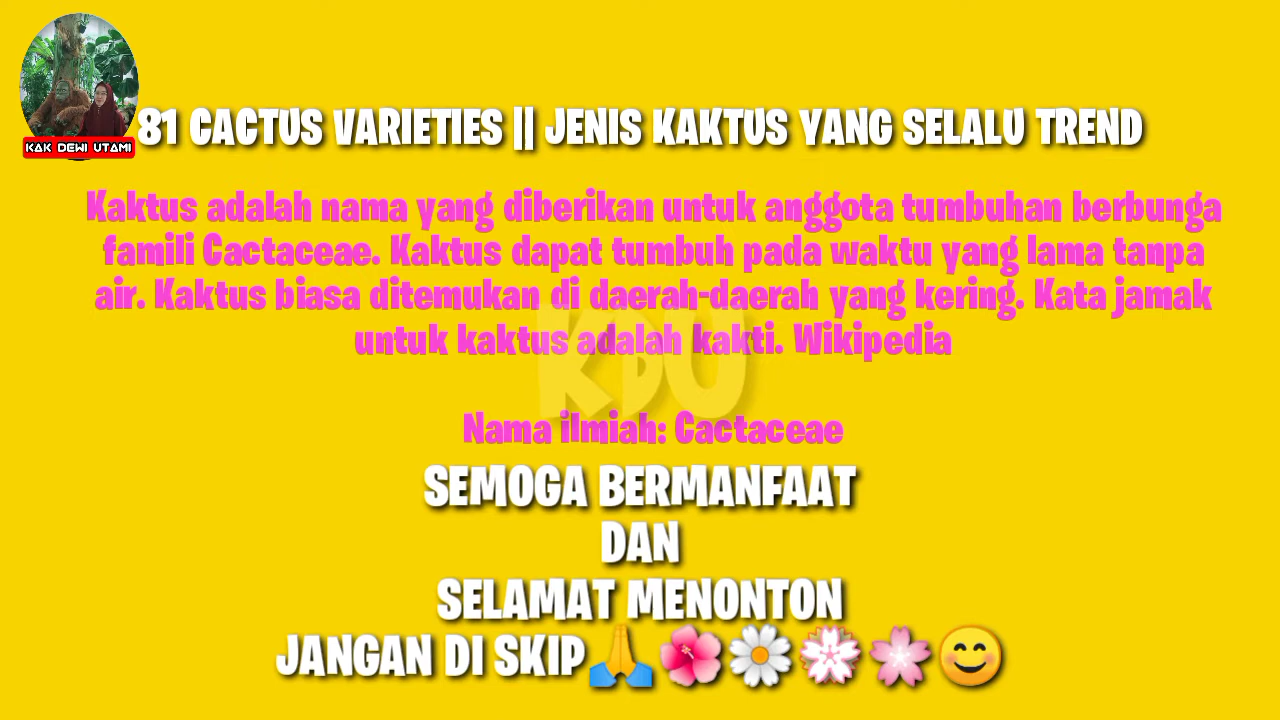 81 CACTUS VARIETIES || JENIS KAKTUS YANG SELALU TREND
KAK DEWI UTAMI
Kaktus adalah nama yang diberikan untuk anggota tumbuhan berbunga
famili Cactaceae. Kaktus dapat tumbuh pada waktu yang lama tanpa
air. Kaktus biasa ditemukan di daerah-daerah yang kering. Kata jamak
untuk kaktus adalah kakti. Wikipedia
KDU
Nama ilmiah: Cactaceae
SEMOGA BERMANFAAT
DAN
SELAMAT MENONTON
JANGAN DI SKIP🙏🌺🌼💮🌸😊